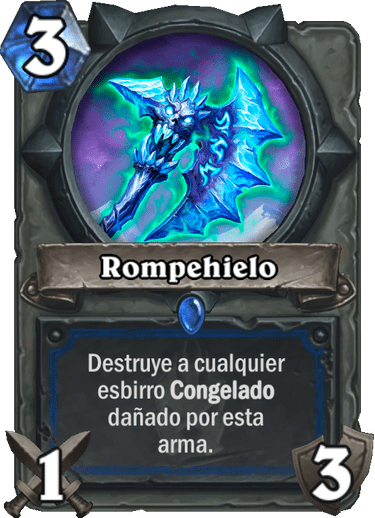 3
Rompehielo
Destruye a cualquier
esbirro Congelado
dañado por esta
arma.
1
3